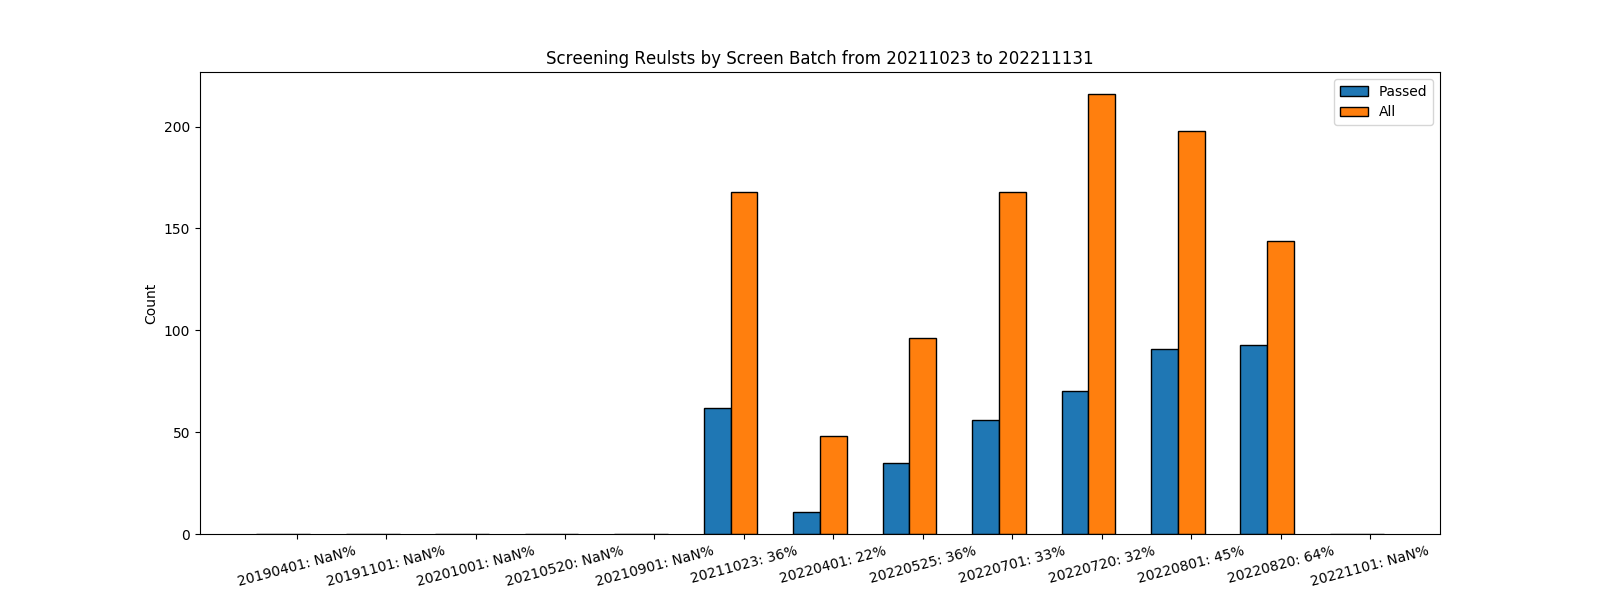 Screening Reulsts by Screen Batch from 20211023 to 202211131
Passed
All
Count
200
150
100
50
0
20190401: NaN%
20191101: NaN%
20201001: NaN%
20210520: NaN%
20210901: NaN%
20211023: 36%
20220401: 22%
20220525: 36%
20220701: 33%
20220720: 32%
20220801: 45%
20220820: 64%
20221101: NaN%